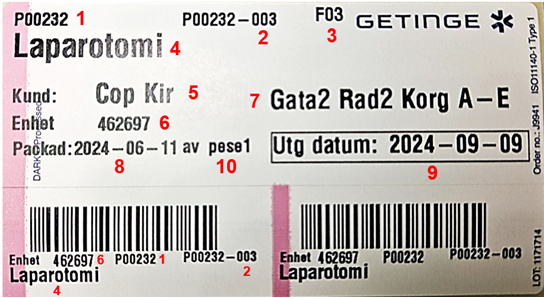 P00232 1 P00232-003 F03 GETINGE
2 3
Laparotomi 4
Kund: Cop Kir 5 7 Gata2 Rad2 Korg A-E
Enhet 462697 6
Packad:2024-06-11 av pese1 Utg datum: 2024-09-09
8 10 9
Enhet 462697 6 P00232 1 P00232-003
2
Laparotomi
4
Enhet 462697 P00232 P00232-003
Laparotomi
Order no.: J9941 ISO11140-1 Type 1
LOT: 1171714